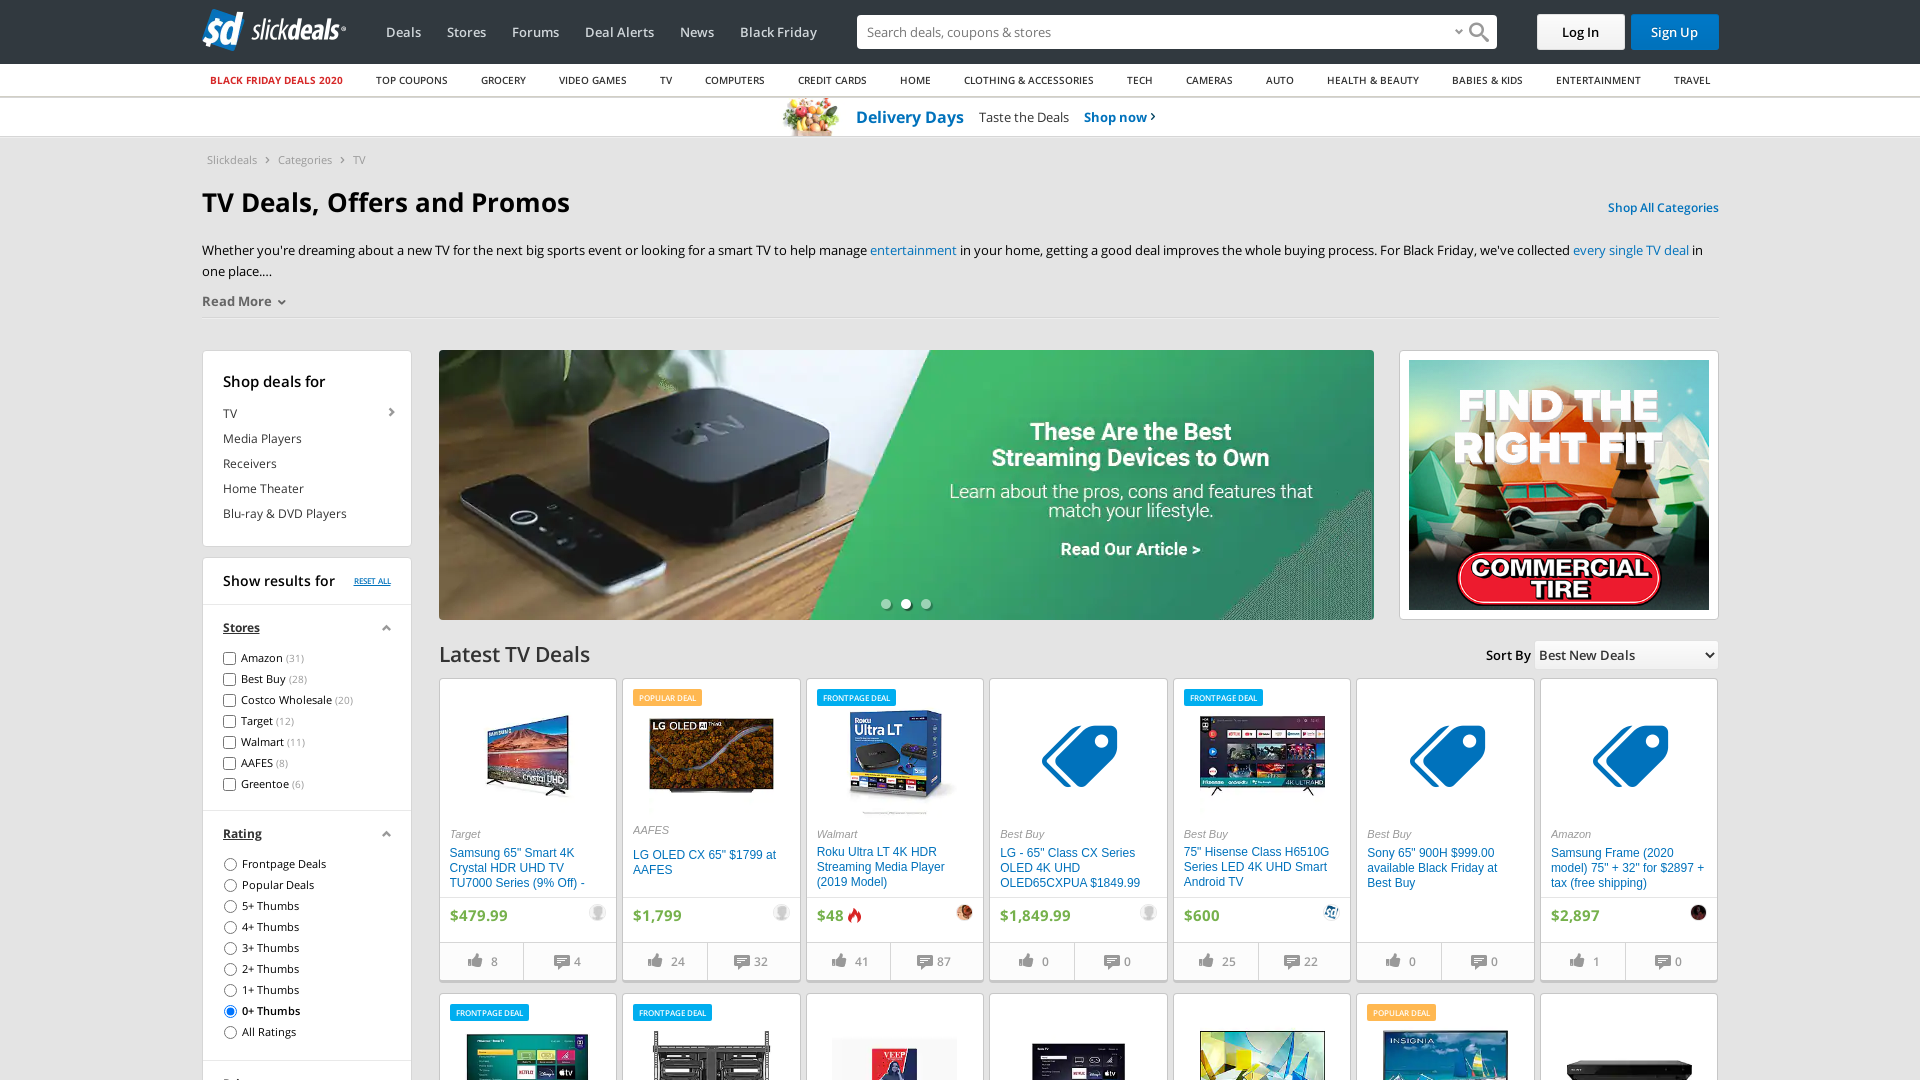 slickdeals
Deals
Stores
Forums
Deal Alerts
News
Black Friday
Search deals, coupons & stores
Log In
Sign Up
BLACK FRIDAY DEALS 2020
TOP COUPONS
GROCERY
VIDEO GAMES
TV
COMPUTERS
CREDIT CARDS
HOME
CLOTHING & ACCESSORIES
TECH
CAMERAS
AUTO
HEALTH & BEAUTY
BABIES & KIDS
ENTERTAINMENT
TRAVEL
Delivery Days Taste the Deals Shop now
Slickdeals
Categories
TV
TV Deals, Offers and Promos
Shop All Categories
Whether you're dreaming about a new TV for the next big sports event or looking for a smart TV to help manage entertainment in your home, getting a good deal improves the whole buying process. For Black Friday, we've collected every single TV deal in
one place....
Read More
Shop deals for
TV
Media Players
Receivers
Home Theater
Blu-ray & DVD Players
Show results for
RESET ALL
Stores
Amazon (31)
Best Buy (28)
Costco Wholesale (20)
Target (12)
Walmart (11)
AAFES (8)
Greentoe (6)
Rating
Frontpage Deals
Popular Deals
5+ Thumbs
4+ Thumbs
3+ Thumbs
2+ Thumbs
1+ Thumbs
0+ Thumbs
All Ratings
tv
These Are the Best
Streaming Devices to Own
Learn about the pros, cons and features that
match your lifestyle.
Read Our Article >
FIND THE
RIGHT FIT
COMMERCIAL
TIRE
Latest TV Deals
Sort By
Best New Deals
Crystal UHD
Target
Samsung 65" Smart 4K
Crystal HDR UHD TV
TU7000 Series (9% Off) -
$479.99
8
4
POPULAR DEAL
LG OLED AI ThinQ
AAFES
LG OLED CX 65" $1799 at
AAFES
$1,799
24
32
FRONTPAGE DEAL
Roku
Ultra LT
Walmart
Roku Ultra LT 4K HDR
Streaming Media Player
(2019 Model)
$48
41
87
Best Buy
LG - 65" Class CX Series
OLED 4K UHD
OLED65CXPUA $1849.99
$1,849.99
0
0
FRONTPAGE DEAL
Hisense
4K ULTRAHD
Best Buy
75" Hisense Class H6510G
Series LED 4K UHD Smart
Android TV
$600
25
22
Best Buy
Sony 65" 900H $999.00
available Black Friday at
Best Buy
0
0
Amazon
Samsung Frame (2020
model) 75" + 32" for $2897 +
tax (free shipping)
$2,897
1
0
FRONTPAGE DEAL
FRONTPAGE DEAL
VEEP
POPULAR DEAL
INSIGNIA